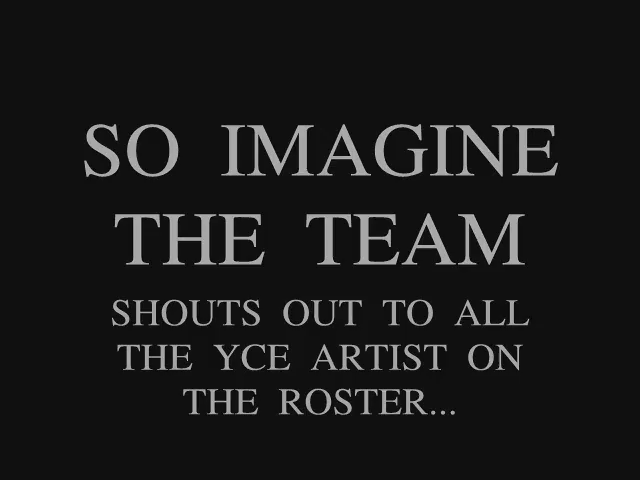 SO IMAGINE
THE TEAM
SHOUTS OUT TO ALL
THE YCE ARTIST ON
THE ROSTER...